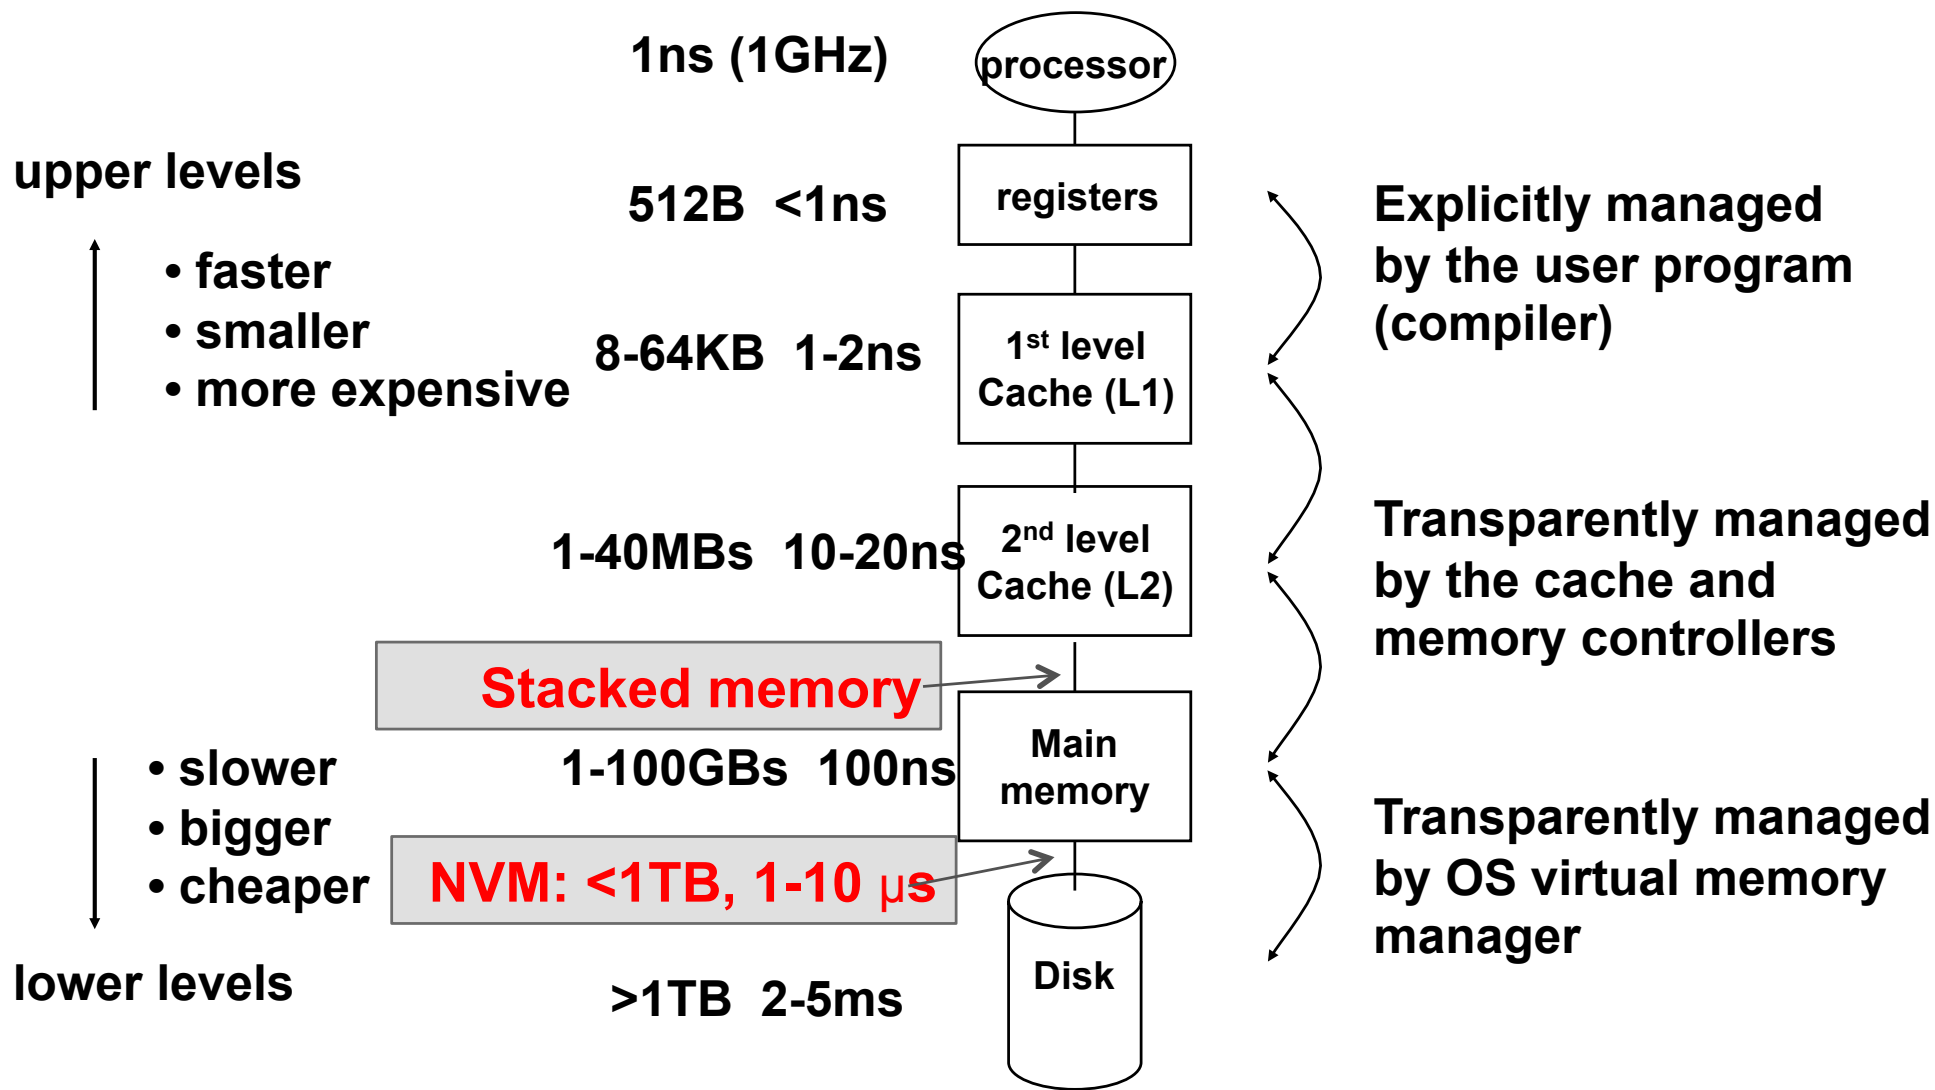 1ns (1GHz)
processor
upper levels
512B <1ns
registers
Explicitly managed
by the user program
(compiler)
• faster
• smaller
• more expensive
8-64KB 1-2ns
1st level
Cache (L1)
1-40MBs 10-20ns
2nd level
Cache (L2)
Transparently managed
by the cache and
memory controllers
Stacked memory
• slower
• bigger
• cheaper
1-100GBs 100ns
Main
memory
Transparently managed
by OS virtual memory
manager
NVM: <1TB, 1-10 μs
lower levels
>1TB 2-5ms
Disk